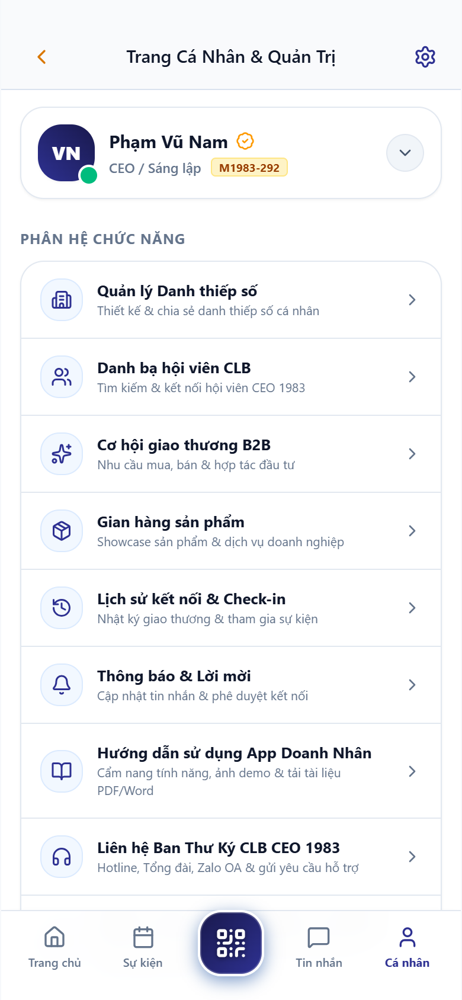 Trang Cá Nhân & Quản Trị
VN
Phạm Vũ Nam
CEO / Sáng lập
M1983-292
PHÂN HỆ CHỨC NĂNG
Quản lý Danh thiếp số
Thiết kế & chia sẻ danh thiếp số cá nhân
Danh bạ hội viên CLB
Tìm kiếm & kết nối hội viên CEO 1983
Cơ hội giao thương B2B
Nhu cầu mua, bán & hợp tác đầu tư
Gian hàng sản phẩm
Showcase sản phẩm & dịch vụ doanh nghiệp
Lịch sử kết nối & Check-in
Nhật ký giao thương & tham gia sự kiện
Thông báo & Lời mời
Cập nhật tin nhắn & phê duyệt kết nối
Hướng dẫn sử dụng App Doanh Nhân
Cẩm nang tính năng, ảnh demo & tải tài liệu
PDF/Word
Liên hệ Ban Thư Ký CLB CEO 1983
Hotline, Tổng đài, Zalo OA & gửi yêu cầu hỗ trợ
Trang chủ
Sự kiện
Tin nhắn
Cá nhân